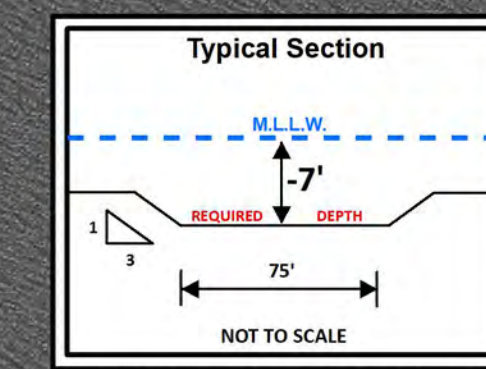 Typical Section
M.L.L.W.
-7'
REQUIRED DEPTH
1
3
75'
NOT TO SCALE